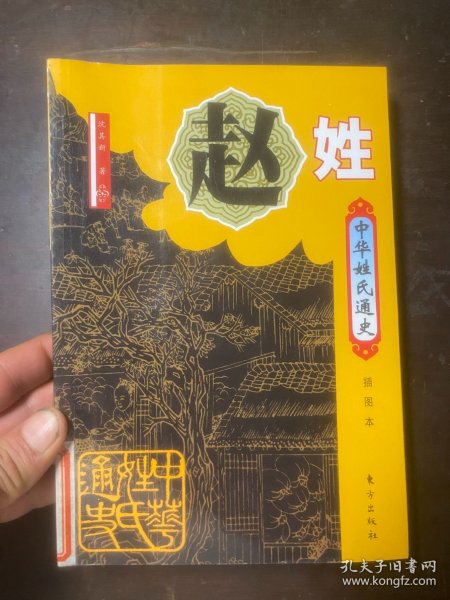 赵
姓
沈其新 著
中华姓氏通史
插图本
东方出版社
中华
姓氏
通史
孔夫子旧书网
www.kongfz.com